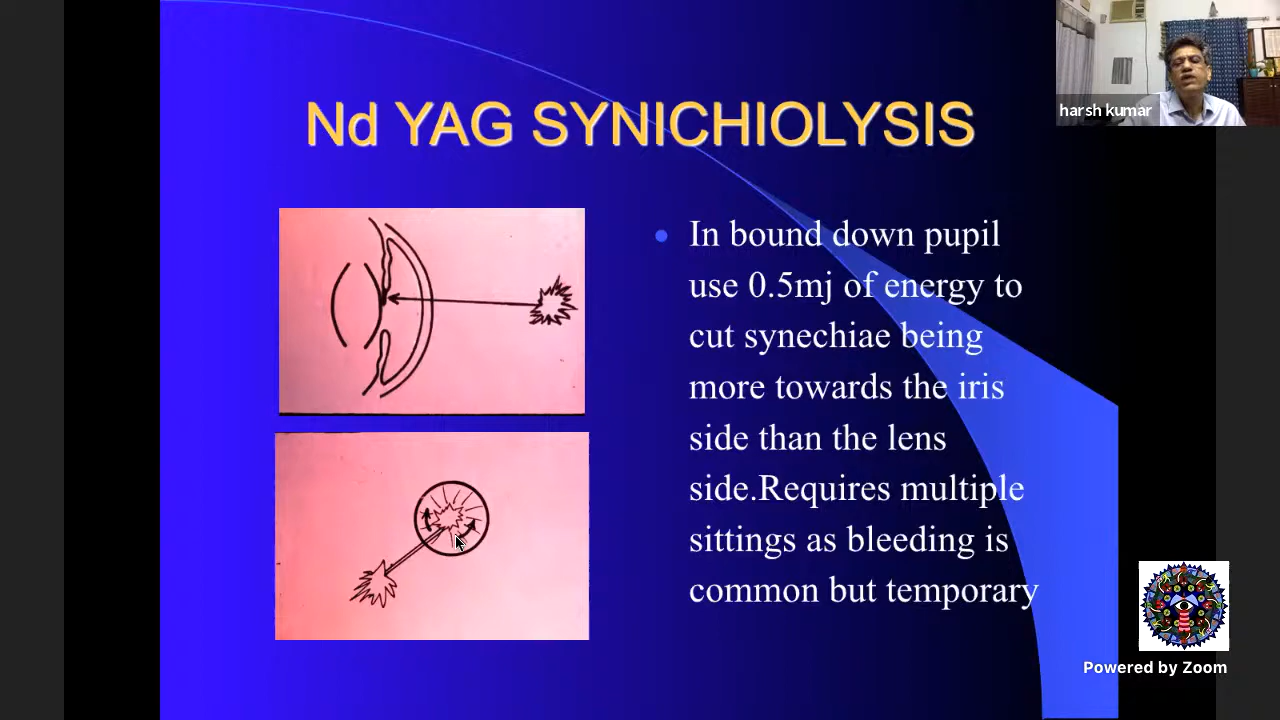 Nd YAG SYNICHIOLYSIS
harsh kumar
In bound down pupil
use 0.5mj of energy to
cut synechiae being
more towards the iris
side than the lens
side.Requires multiple
sittings as bleeding is
common but temporary
Powered by Zoom